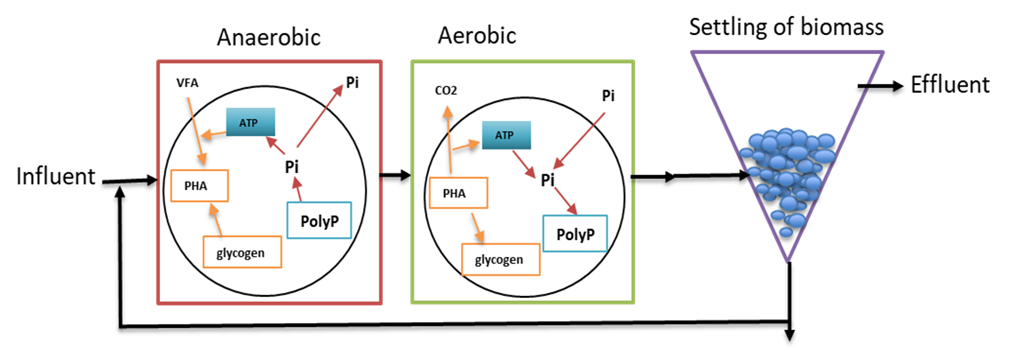 Anaerobic
Aerobic
Settling of biomass
VFA
Pi
ATP
Pi
PHA
PolyP
glycogen
CO2
Pi
ATP
Pi
PHA
PolyP
glycogen
Influent
Effluent